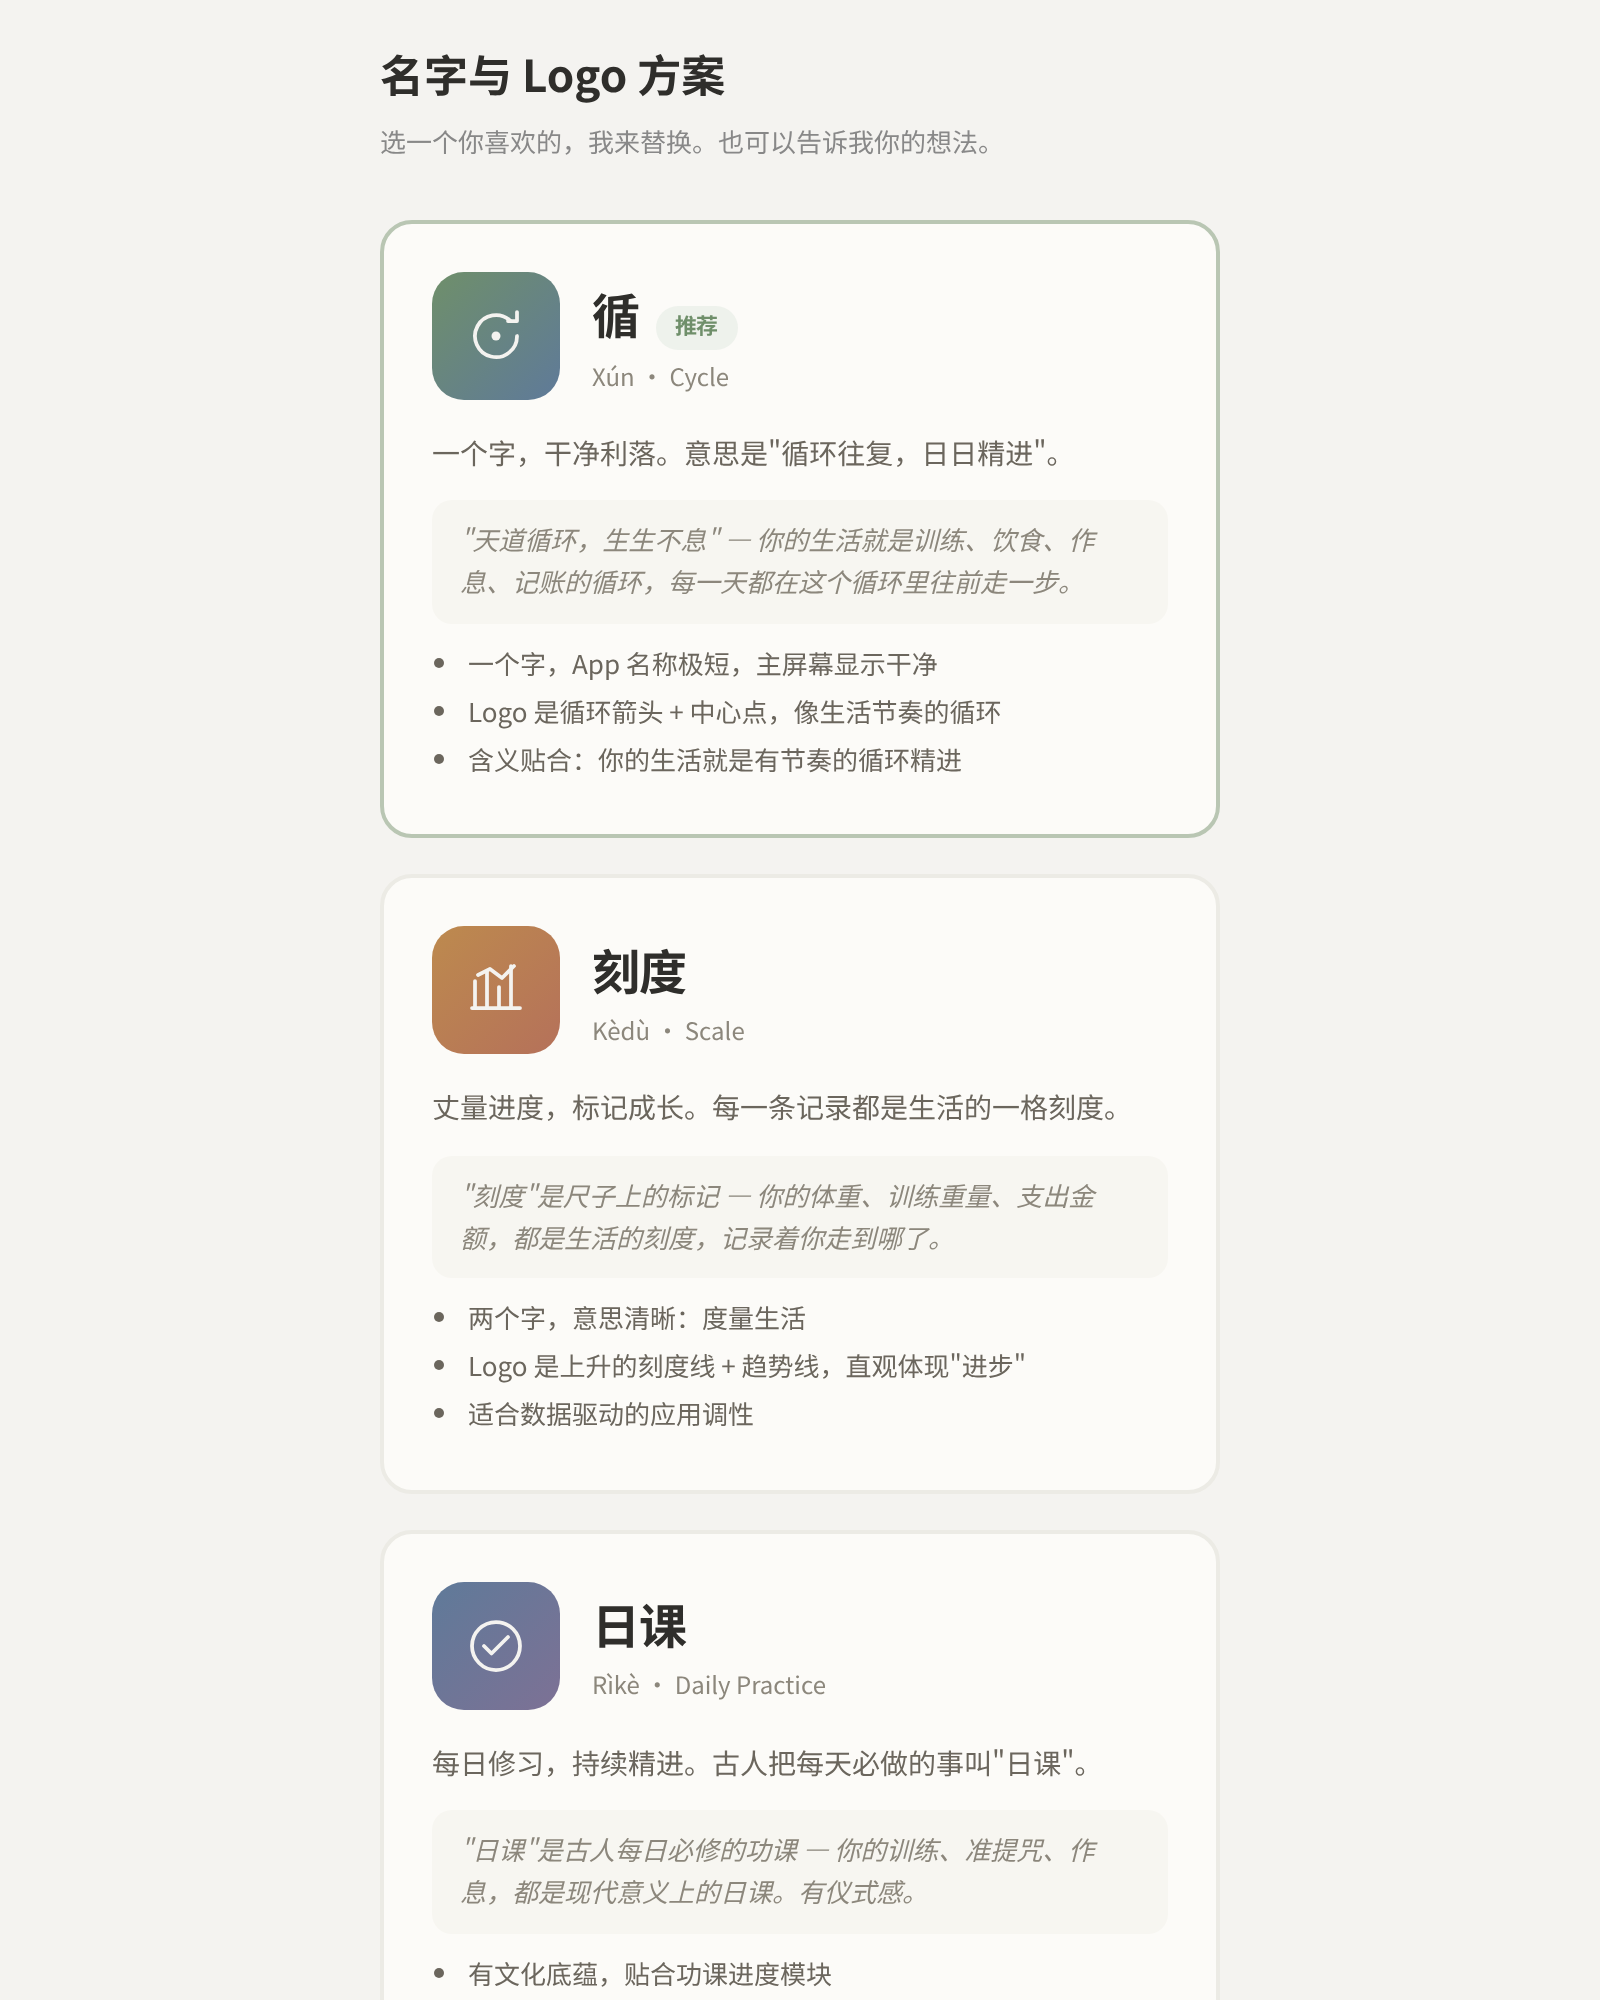 名字与 Logo 方案
选一个你喜欢的，我来替换。也可以告诉我你的想法。
循 推荐
Xún · Cycle
一个字，干净利落。意思是"循环往复，日日精进"。
"天道循环，生生不息" — 你的生活就是训练、饮食、作
息、记账的循环，每一天都在这个循环里往前走一步。
• 一个字，App 名称极短，主屏幕显示干净
• Logo 是循环箭头 + 中心点，像生活节奏的循环
• 含义贴合：你的生活就是有节奏的循环精进
刻度
Kèdù · Scale
丈量进度，标记成长。每一条记录都是生活的一格刻度。
"刻度"是尺子上的标记 — 你的体重、训练重量、支出金
额，都是生活的刻度，记录着你走到哪了。
• 两个字，意思清晰：度量生活
• Logo 是上升的刻度线 + 趋势线，直观体现"进步"
• 适合数据驱动的应用调性
日课
Rìkè · Daily Practice
每日修习，持续精进。古人把每天必做的事叫"日课"。
"日课"是古人每日必修的功课 — 你的训练、准提咒、作
息，都是现代意义上的日课。有仪式感。
• 有文化底蕴，贴合功课进度模块